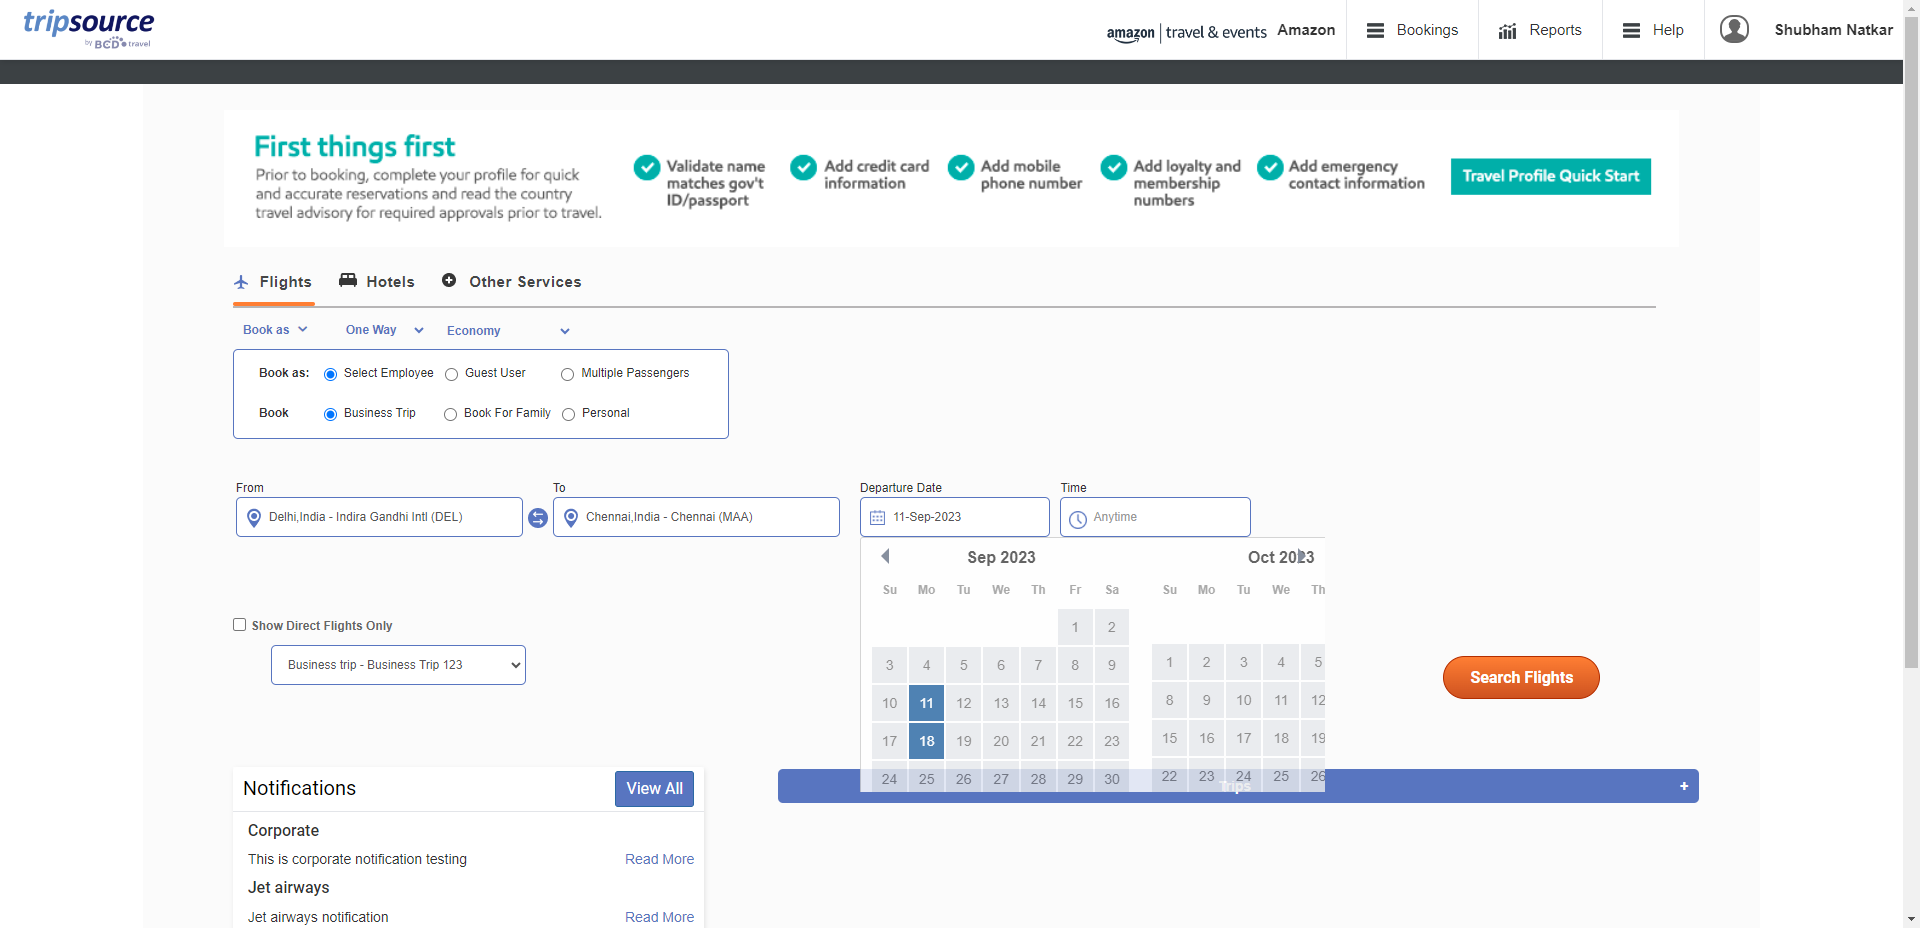 tripsource
by BCD travel
amazon | travel & events Amazon
Bookings
Reports
Help
Shubham Natkar
First things first
Prior to booking, complete your profile for quick
and accurate reservations and read the country
travel advisory for required approvals prior to travel.
Validate name
matches gov't
ID/passport
Add credit card
information
Add mobile
phone number
Add loyalty and
membership
numbers
Add emergency
contact information
Travel Profile Quick Start
Flights
Hotels
Other Services
Book as
One Way
Economy
Book as: Select Employee Guest User Multiple Passengers
Book Business Trip Book For Family Personal
From
To
Departure Date
Time
Delhi,India - Indira Gandhi Intl (DEL)
Chennai,India - Chennai (MAA)
11-Sep-2023
Anytime
Sep 2023
Su Mo Tu We Th Fr Sa
1 2
3 4 5 6 7 8 9
10 11 12 13 14 15 16
17 18 19 20 21 22 23
24 25 26 27 28 29 30
Oct 2023
Su Mo Tu We Th
1 2 3 4 5
8 9 10 11 12
15 16 17 18 19
22 23 24 25 26
Show Direct Flights Only
Business trip - Business Trip 123
Search Flights
Trips +
Notifications
View All
Corporate
This is corporate notification testing Read More
Jet airways
Jet airways notification Read More